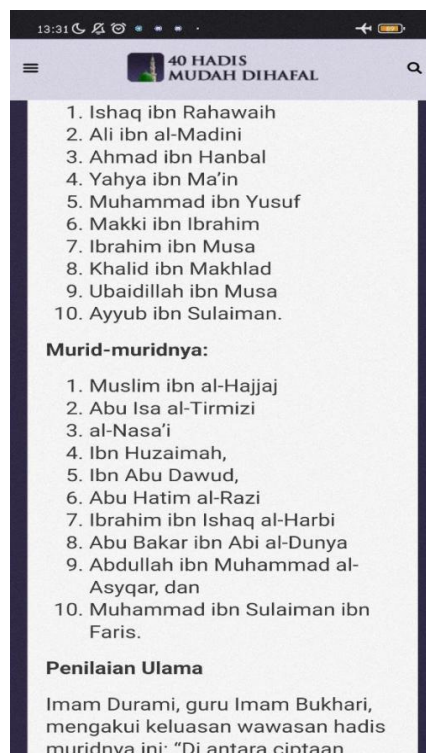 13:31
40 HADIS
MUDAH DIHAFAL
1. Ishaq ibn Rahawaih
2. Ali ibn al-Madini
3. Ahmad ibn Hanbal
4. Yahya ibn Ma’in
5. Muhammad ibn Yusuf
6. Makki ibn Ibrahim
7. Ibrahim ibn Musa
8. Khalid ibn Makhlad
9. Ubaidillah ibn Musa
10. Ayyub ibn Sulaiman.
Murid-muridnya:
1. Muslim ibn al-Hajjaj
2. Abu Isa al-Tirmizi
3. al-Nasa’i
4. Ibn Huzaimah,
5. Ibn Abu Dawud,
6. Abu Hatim al-Razi
7. Ibrahim ibn Ishaq al-Harbi
8. Abu Bakar ibn Abi al-Dunya
9. Abdullah ibn Muhammad al-
Asyqar, dan
10. Muhammad ibn Sulaiman ibn
Faris.
Penilaian Ulama
Imam Durami, guru Imam Bukhari,
mengakui keluasan wawasan hadis
muridnya ini: “Di antara ciptaan